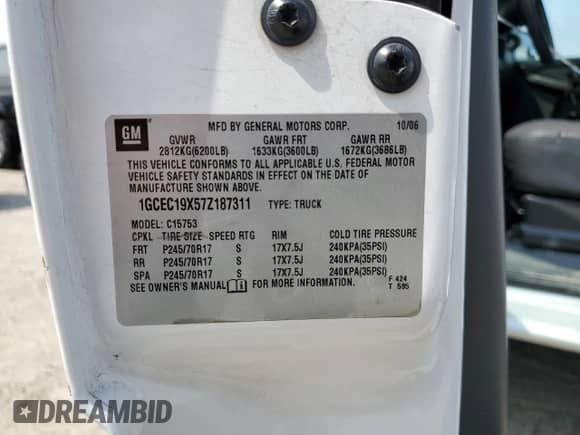 GM
MFD BY GENERAL MOTORS CORP. 10/06
GVWR GAWR FRT GAWR RR
2812KG(6200LB) 1633KG(3600LB) 1672KG(3686LB)
THIS VEHICLE CONFORMS TO ALL APPLICABLE U.S. FEDERAL MOTOR
VEHICLE SAFETY STANDARDS IN EFFECT ON THE DATE OF
MANUFACTURE SHOWN ABOVE.
1GCEC19X57Z187311 TYPE: TRUCK
MODEL: C15753
CPKL TIRE SIZE SPEED RTG RIM COLD TIRE PRESSURE
FRT P245/70R17 S 17X7.5J 240KPA(35PSI)
RR P245/70R17 S 17X7.5J 240KPA(35PSI)
SPA P245/70R17 S 17X7.5J 240KPA(35PSI)
SEE OWNER'S MANUAL FOR MORE INFORMATION. F 424
T 595
DREAMBID